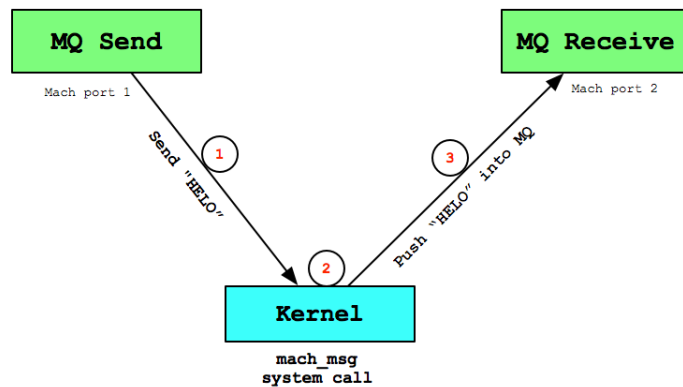 MQ Send
MQ Receive
Mach port 1
Mach port 2
1
Send "HELO"
3
Push "HELO" into MQ
2
Kernel
mach_msg
system call